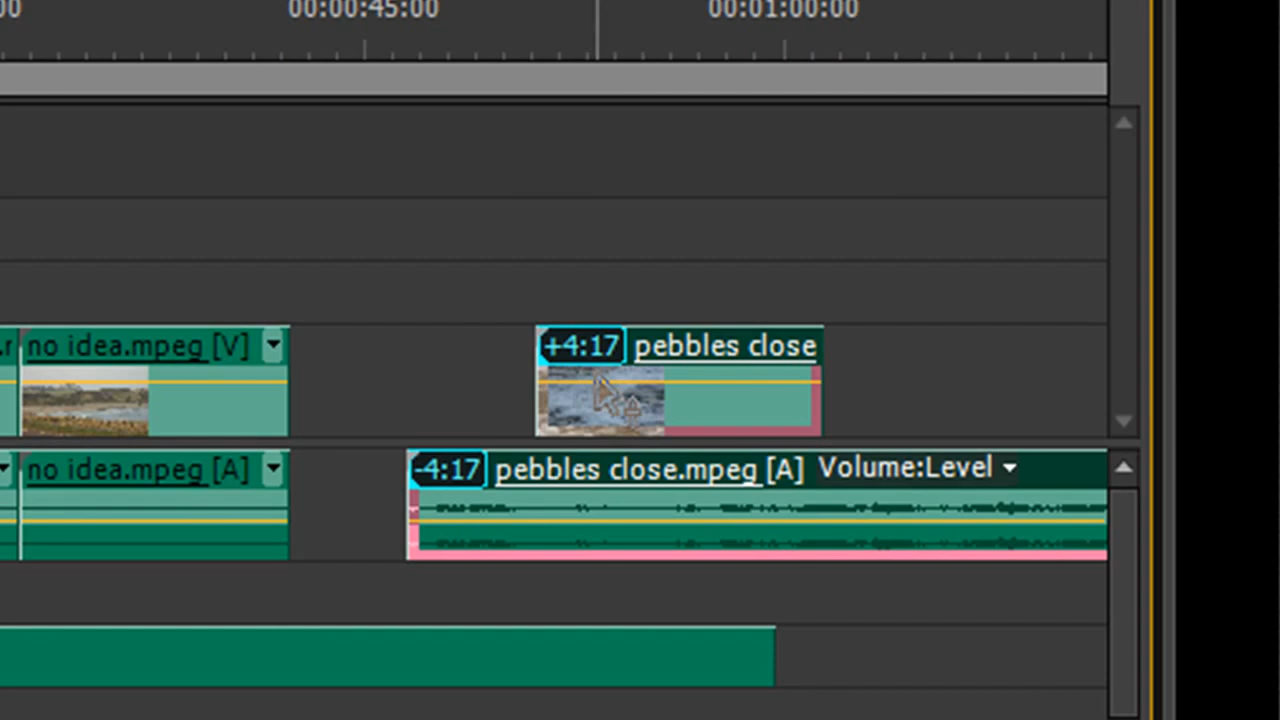 00:00:45:00 00:01:00:00
no idea.mpeg [V] +4:17 pebbles close
no idea.mpeg [A] -4:17 pebbles close.mpeg [A] Volume:Level